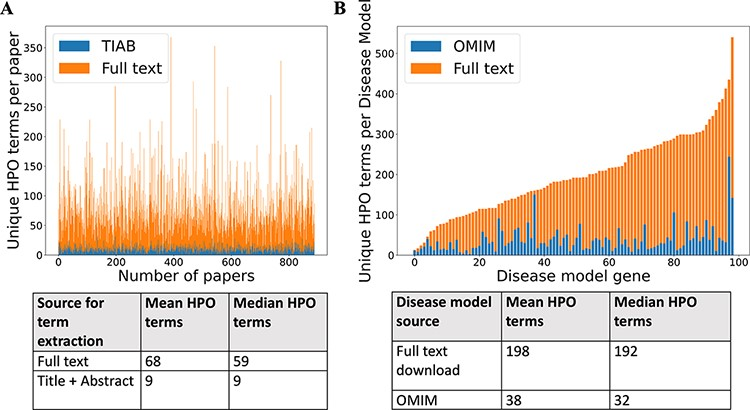 A
Unique HPO terms per paper
350
300
250
200
150
100
50
0
TIAB
Full text
0
200
400
600
800
Number of papers
Source for term extraction
Mean HPO terms
Median HPO terms
Full text
68
59
Title + Abstract
9
9
B
Unique HPO terms per Disease Model
500
400
300
200
100
0
OMIM
Full text
0
20
40
60
80
100
Disease model gene
Disease model source
Mean HPO terms
Median HPO terms
Full text download
198
192
OMIM
38
32